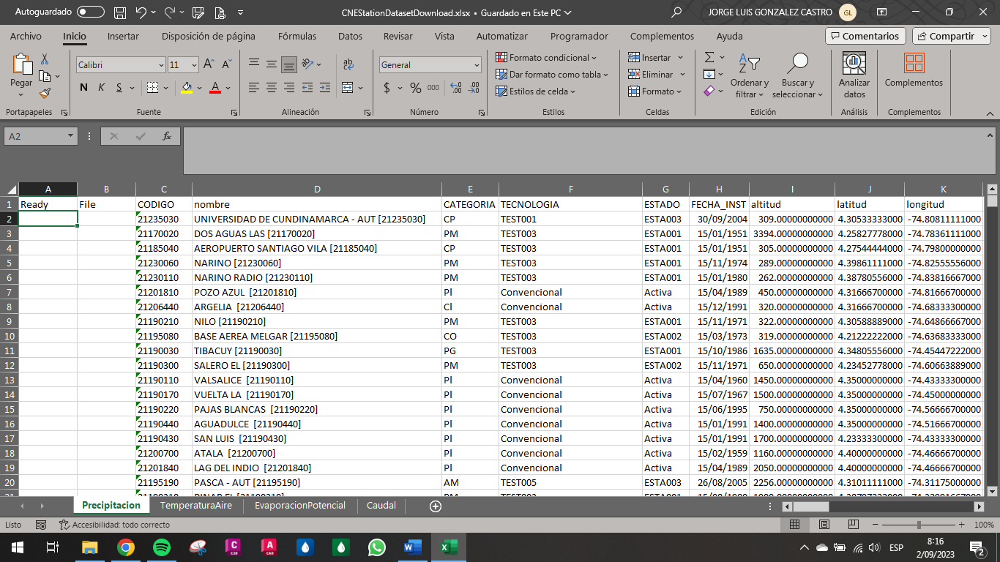 Autoguardado CNEStationDatasetDownload.xlsx • Guardado en Este PC JORGE LUIS GONZALEZ CASTRO GL
Archivo Inicio Insertar Disposición de página Fórmulas Datos Revisar Vista Automatizar Programador Complementos Ayuda Comentarios Compartir
Pegar Calibri 11 A A ab General Formato condicional Insertar Ordenar y filtrar Buscar y seleccionar Analizar datos Complementos
N K S A $ % 000 Dar formato como tabla Eliminar
Estilos de celda Formato
Portapapeles Fuente Alineación Número Estilos Celdas Edición Análisis Complementos
A2 fx
A B C D E F G H I J K
1 Ready File CODIGO nombre CATEGORIA TECNOLOGIA ESTADO FECHA_INST altitud latitud longitud
2 21235030 UNIVERSIDAD DE CUNDINAMARCA - AUT [21235030] CP TEST001 ESTA003 30/09/2004 309.00000000000 4.30533333000 -74.80811111000
3 21170020 DOS AGUAS LAS [21170020] PM TEST003 ESTA001 15/01/1951 3394.00000000000 4.25827778000 -74.78361111000
4 21185040 AEROPUERTO SANTIAGO VILA [21185040] CP TEST003 ESTA001 15/01/1951 305.00000000000 4.27544444000 -74.79800000000
5 21230060 NARINO [21230060] PM TEST003 ESTA001 15/11/1974 289.00000000000 4.39861111000 -74.82555556000
6 21230110 NARINO RADIO [21230110] PM TEST003 ESTA001 15/01/1980 262.00000000000 4.38780556000 -74.83816667000
7 21201810 POZO AZUL [21201810] Pl Convencional Activa 15/04/1989 450.00000000000 4.31666700000 -74.81666700000
8 21206440 ARGELIA [21206440] Cl Convencional Activa 15/12/1991 320.00000000000 4.31666700000 -74.68333300000
9 21190210 NILO [21190210] PM TEST003 ESTA001 15/11/1971 322.00000000000 4.30588889000 -74.64866667000
10 21195080 BASE AEREA MELGAR [21195080] CO TEST003 ESTA002 15/03/1973 319.00000000000 4.21222222000 -74.63683333000
11 21190030 TIBACUY [21190030] PG TEST003 ESTA001 15/10/1986 1635.00000000000 4.34805556000 -74.45447222000
12 21190300 SALERO EL [21190300] PM TEST003 ESTA002 15/11/1971 650.00000000000 4.23452778000 -74.60663889000
13 21190110 VALSALICE [21190110] Pl Convencional Activa 15/04/1960 1450.00000000000 4.35000000000 -74.43333300000
14 21190170 VUELTA LA [21190170] Pl Convencional Activa 15/07/1967 1500.00000000000 4.35000000000 -74.45000000000
15 21190220 PAJAS BLANCAS [21190220] Pl Convencional Activa 15/06/1995 750.00000000000 4.35000000000 -74.56666700000
16 21190440 AGUADULCE [21190440] Pl Convencional Activa 15/01/1991 1400.00000000000 4.35000000000 -74.51666700000
17 21190430 SAN LUIS [21190430] Pl Convencional Activa 15/01/1991 1700.00000000000 4.23333300000 -74.43333300000
18 21200700 ATALA [21200700] Pl Convencional Activa 15/02/1959 1160.00000000000 4.40000000000 -74.46666700000
19 21201840 LAG DEL INDIO [21201840] Pl Convencional Activa 15/04/1989 2050.00000000000 4.40000000000 -74.46666700000
20 21195190 PASCA - AUT [21195190] AM TEST005 ESTA003 26/08/2005 2256.00000000000 4.31011111000 -74.31175000000
Precipitacion TemperaturaAire EvaporacionPotencial Caudal
Listo Accesibilidad: todo correcto 100%
ESP 8:16
2/09/2023 2